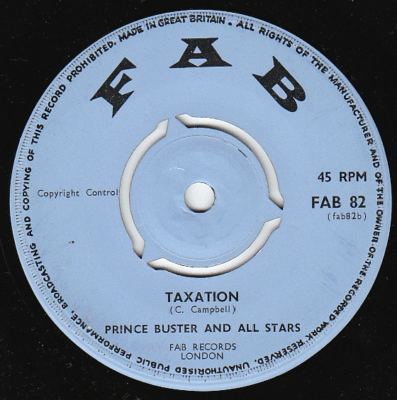 FAB
MADE IN GREAT BRITAIN. ALL RIGHTS OF THE MANUFACTURER AND OF THE OWNER OF THE RECORDED WORK RESERVED. UNAUTHORISED PUBLIC PERFORMANCE, BROADCASTING AND COPYING OF THIS RECORD PROHIBITED.
Copyright Control
45 RPM
FAB 82
(fab82b)
TAXATION
(C. Campbell)
PRINCE BUSTER AND ALL STARS
FAB RECORDS
LONDON